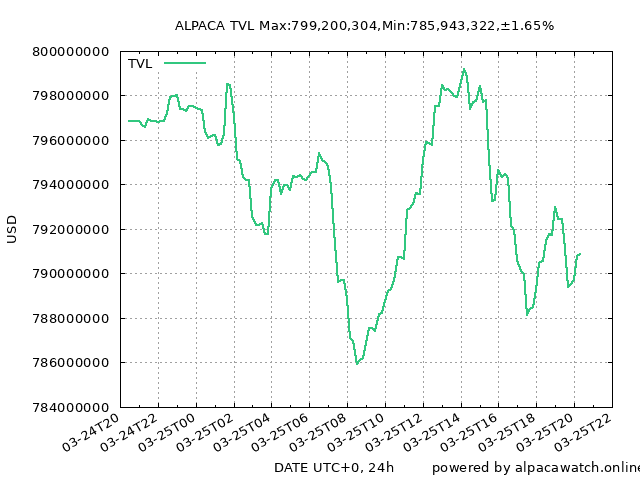 ALPACA TVL Max:799,200,304,Min:785,943,322,±1.65%
TVL
800000000
798000000
796000000
794000000
792000000
790000000
788000000
786000000
784000000
USD
03-24T20
03-24T22
03-25T00
03-25T02
03-25T04
03-25T06
03-25T08
03-25T10
03-25T12
03-25T14
03-25T16
03-25T18
03-25T20
03-25T22
DATE UTC+0, 24h
powered by alpacawatch.online